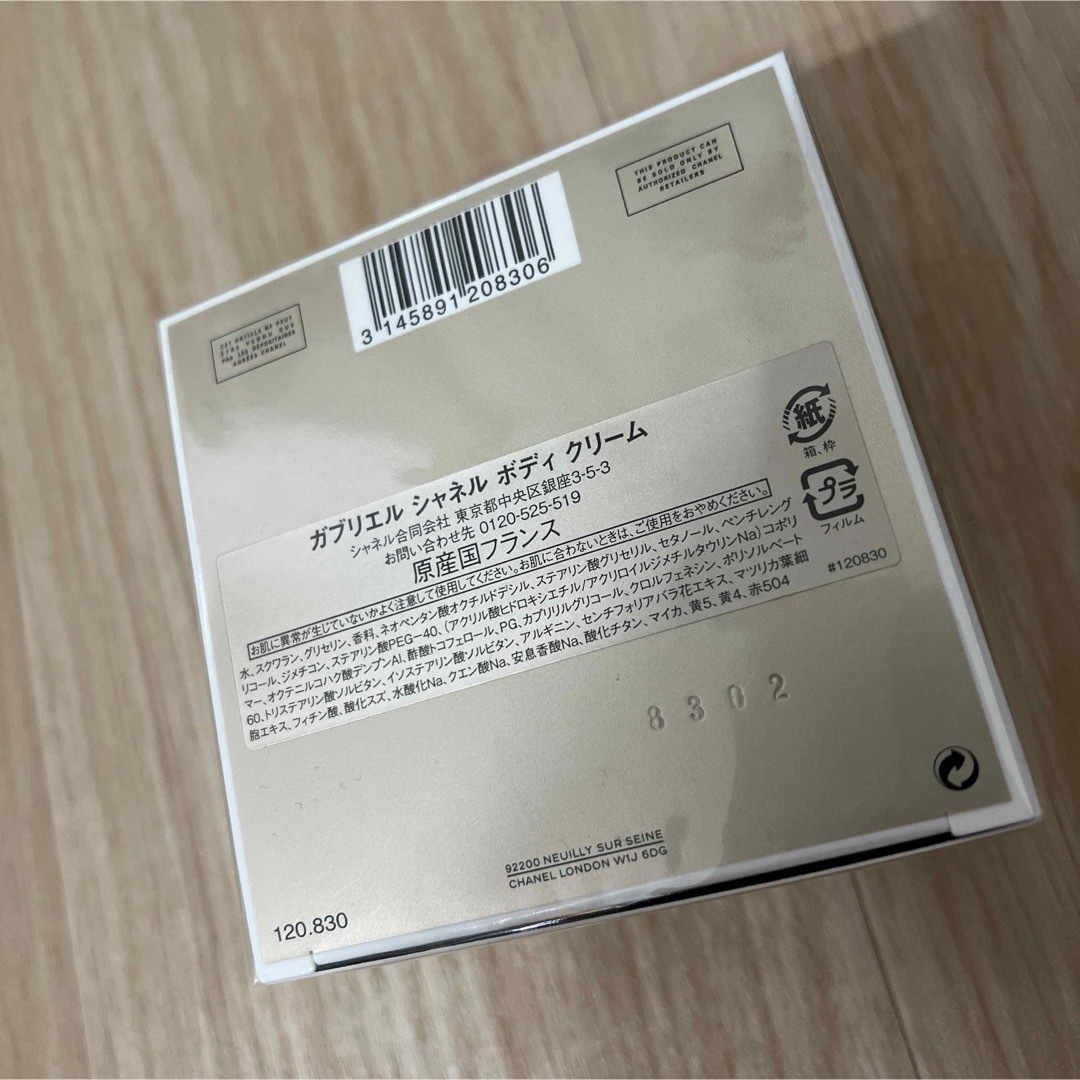 THIS PRODUCT CAN
BE SOLD ONLY BY
AUTHORIZED CHANEL
RETAILERS
3 145891 208306
CET ARTICLE NE PEUT
ÊTRE VENDU QUE
PAR LES DÉPOSITAIRES
AGRÉÉS CHANEL
ガブリエル シャネル ボディ クリーム
シャネル合同会社 東京都中央区銀座3-5-3
お問い合わせ先 0120-525-519
原産国フランス
紙
箱、枠
プラ
フィルム
#120830
お肌に異常が生じていないかよく注意して使用してください。お肌に合わないときは、ご使用をおやめください。
水、スクワラン、グリセリン、香料、ネオペンタン酸オクチルドデシル、ステアリン酸グリセリル、セタノール、ペンチレング
リコール、ジメチコン、ステアリン酸PEG-40、(アクリル酸ヒドロキシエチル/アクリロイルジメチルタウリンNa)コポリ
マー、オクテニルコハク酸デンプンAl、酢酸トコフェロール、PG、カプリリルグリコール、クロルフェネシン、ポリソルベート
60、トリステアリン酸ソルビタン、イソステアリン酸ソルビタン、アルギニン、センチフォリアバラ花エキス、マツリカ葉細
胞エキス、フィチン酸、酸化スズ、水酸化Na、クエン酸Na、安息香酸Na、酸化チタン、マイカ、黄5、黄4、赤504
8302
92200 NEUILLY SUR SEINE
CHANEL LONDON W1J 6DG
120.830